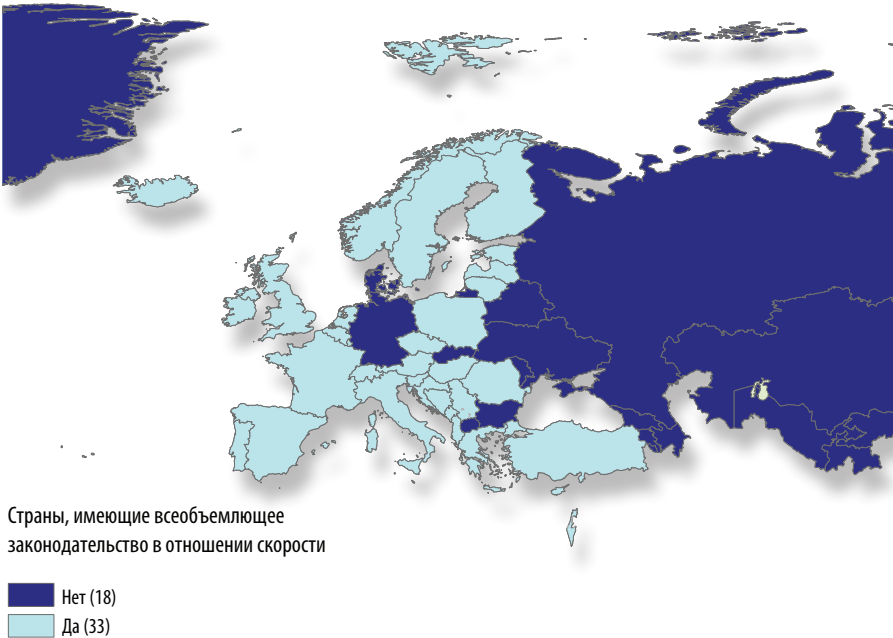 Страны, имеющие всеобъемлющее
законодательство в отношении скорости
Нет (18)
Да (33)